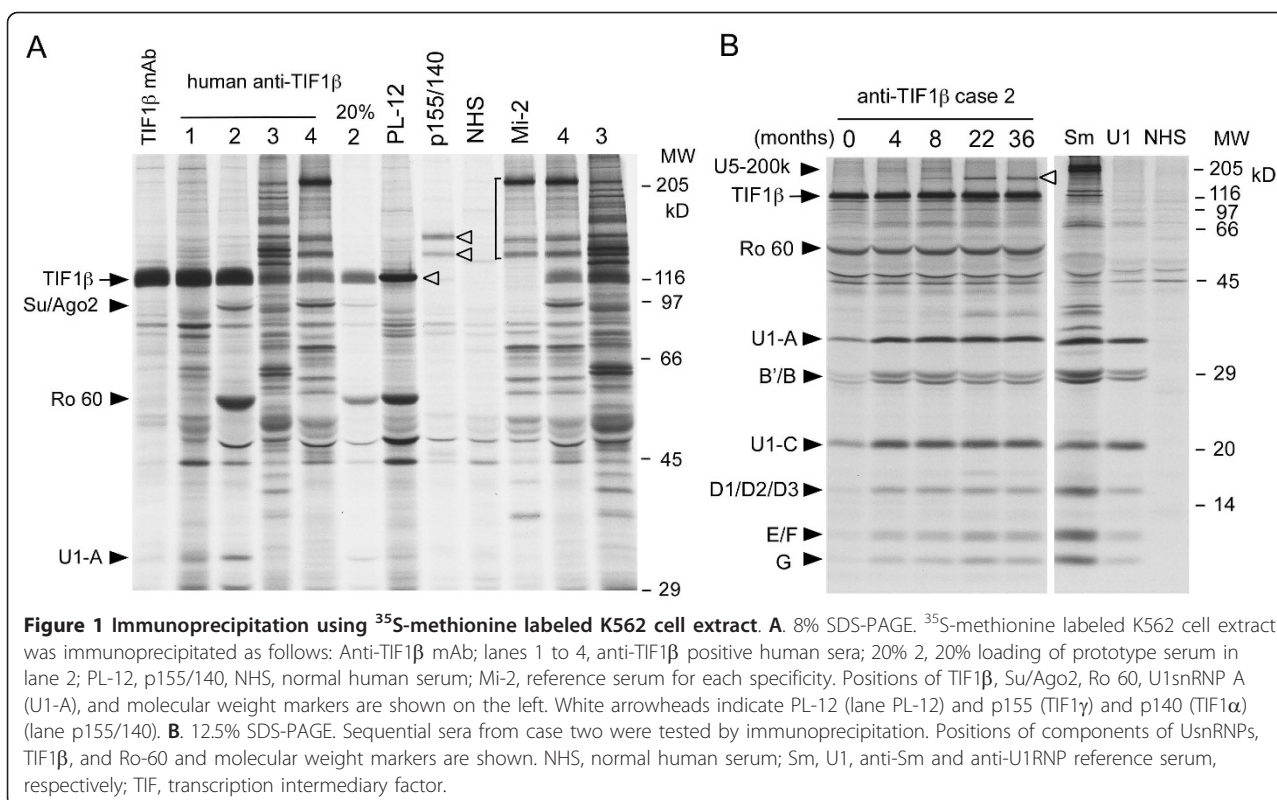 A
TIF1β mAb
human anti-TIF1β
1 2 3 4
20%
2
PL-12
p155/140
NHS
Mi-2
4 3
MW
205
kD
116
97
66
45
29
TIF1β
Su/Ago2
Ro 60
U1-A
B
anti-TIF1β case 2
(months) 0 4 8 22 36
Sm U1 NHS
MW
U5-200k
TIF1β
Ro 60
U1-A
B'/B
U1-C
D1/D2/D3
E/F
G
205 kD
116
97
66
45
29
20
14
Figure 1 Immunoprecipitation using ³⁵S-methionine labeled K562 cell extract. A. 8% SDS-PAGE. ³⁵S-methionine labeled K562 cell extract
was immunoprecipitated as follows: Anti-TIF1β mAb; lanes 1 to 4, anti-TIF1β positive human sera; 20% 2, 20% loading of prototype serum in
lane 2; PL-12, p155/140, NHS, normal human serum; Mi-2, reference serum for each specificity. Positions of TIF1β, Su/Ago2, Ro 60, U1snRNP A
(U1-A), and molecular weight markers are shown on the left. White arrowheads indicate PL-12 (lane PL-12) and p155 (TIF1γ) and p140 (TIF1α)
(lane p155/140). B. 12.5% SDS-PAGE. Sequential sera from case two were tested by immunoprecipitation. Positions of components of UsnRNPs,
TIF1β, and Ro-60 and molecular weight markers are shown. NHS, normal human serum; Sm, U1, anti-Sm and anti-U1RNP reference serum,
respectively; TIF, transcription intermediary factor.